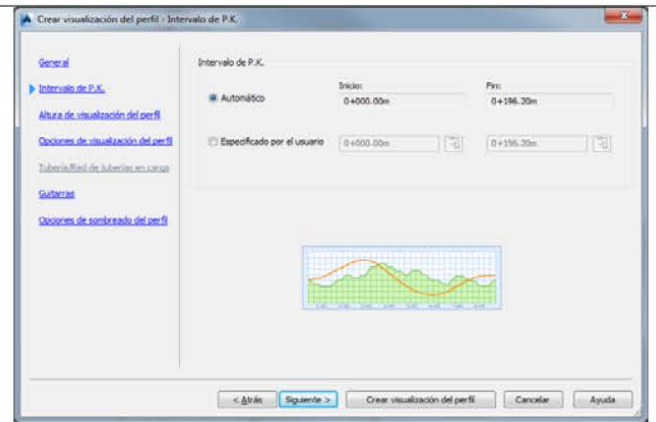 Crear visualización del perfil - Intervalo de P.K.
General
Intervalo de P.K.
Altura de visualización del perfil
Opciones de visualización del perfil
Tubería/Red de tuberías en carga
Guitarras
Opciones de sombreado del perfil
Intervalo de P.K.
Inicio: Fin:
Automático 0+000.00m 0+196.20m
Especificado por el usuario 0+000.00m 0+196.20m
< Atrás Siguiente > Crear visualización del perfil Cancelar Ayuda